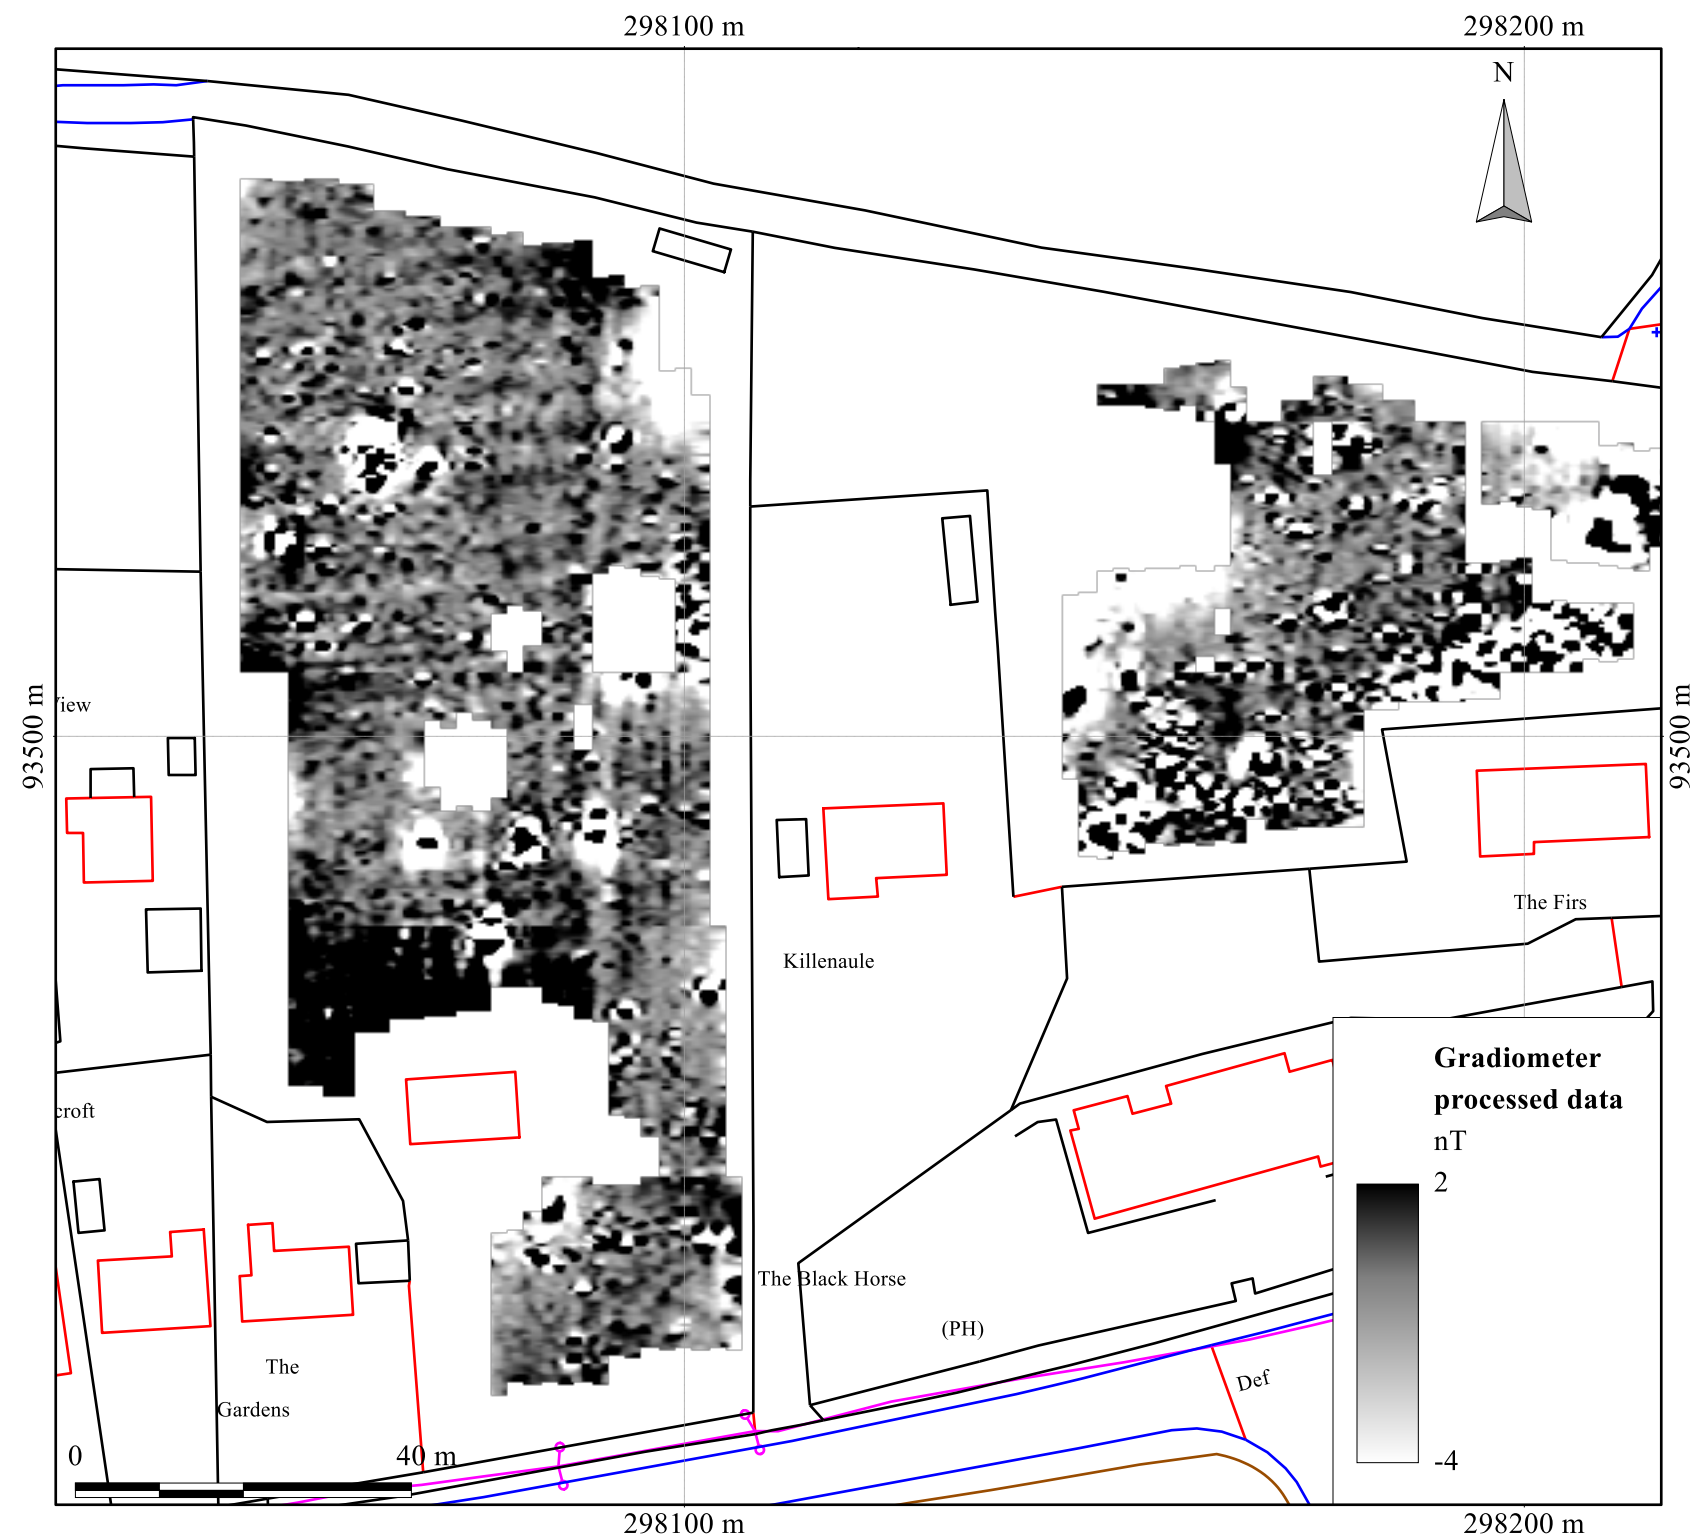 298100 m
298200 m
N
93500 m
93500 m
View
croft
The Firs
Killenaule
Gradiometer
processed data
nT
2
-4
The Black Horse
(PH)
Def
The
Gardens
0
40 m
298100 m
298200 m